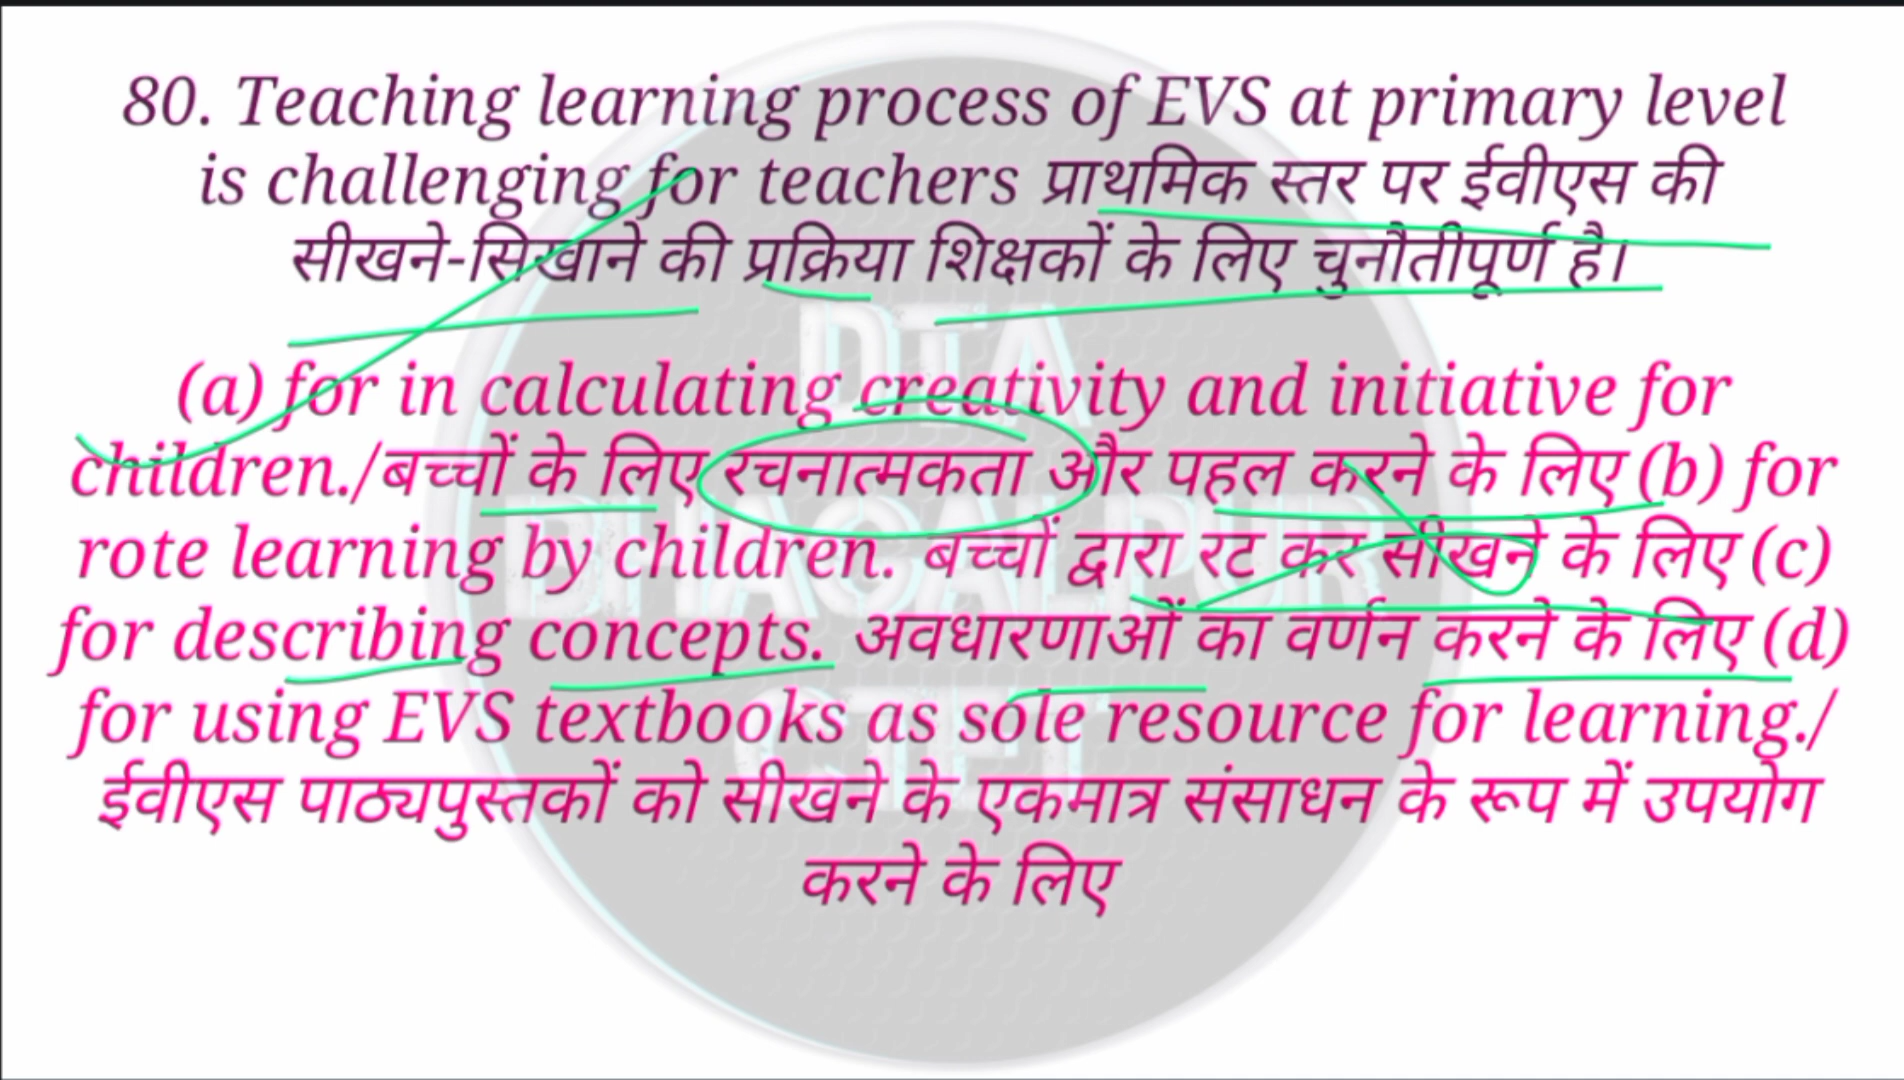 80. Teaching learning process of EVS at primary level
is challenging for teachers प्राथमिक स्तर पर ईवीएस की
सीखने-सिखाने की प्रक्रिया शिक्षकों के लिए चुनौतीपूर्ण है।
(a) for in calculating creativity and initiative for
children./बच्चों के लिए रचनात्मकता और पहल करने के लिए (b) for
rote learning by children. बच्चों द्वारा रट कर सीखने के लिए (c)
for describing concepts. अवधारणाओं का वर्णन करने के लिए (d)
for using EVS textbooks as sole resource for learning./
ईवीएस पाठ्यपुस्तकों को सीखने के एकमात्र संसाधन के रूप में उपयोग
करने के लिए
DTA
BHAGALPUR
CTET